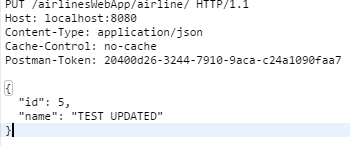 PUT /airlinesWebApp/airline/ HTTP/1.1
Host: localhost:8080
Content-Type: application/json
Cache-Control: no-cache
Postman-Token: 20400d26-3244-7910-9aca-c24a1090faa7
{
"id": 5,
"name": "TEST UPDATED"
}